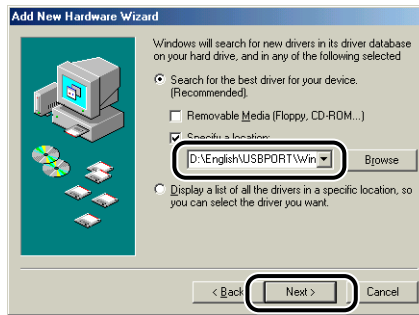 Add New Hardware Wizard
Windows will search for new drivers in its driver database
on your hard drive, and in any of the following selected
Search for the best driver for your device.
(Recommended).
Removable Media (Floppy, CD-ROM...)
Specify a location:
D:\English\USBPORT\Win
Browse
Display a list of all the drivers in a specific location, so
you can select the driver you want.
< Back
Next >
Cancel